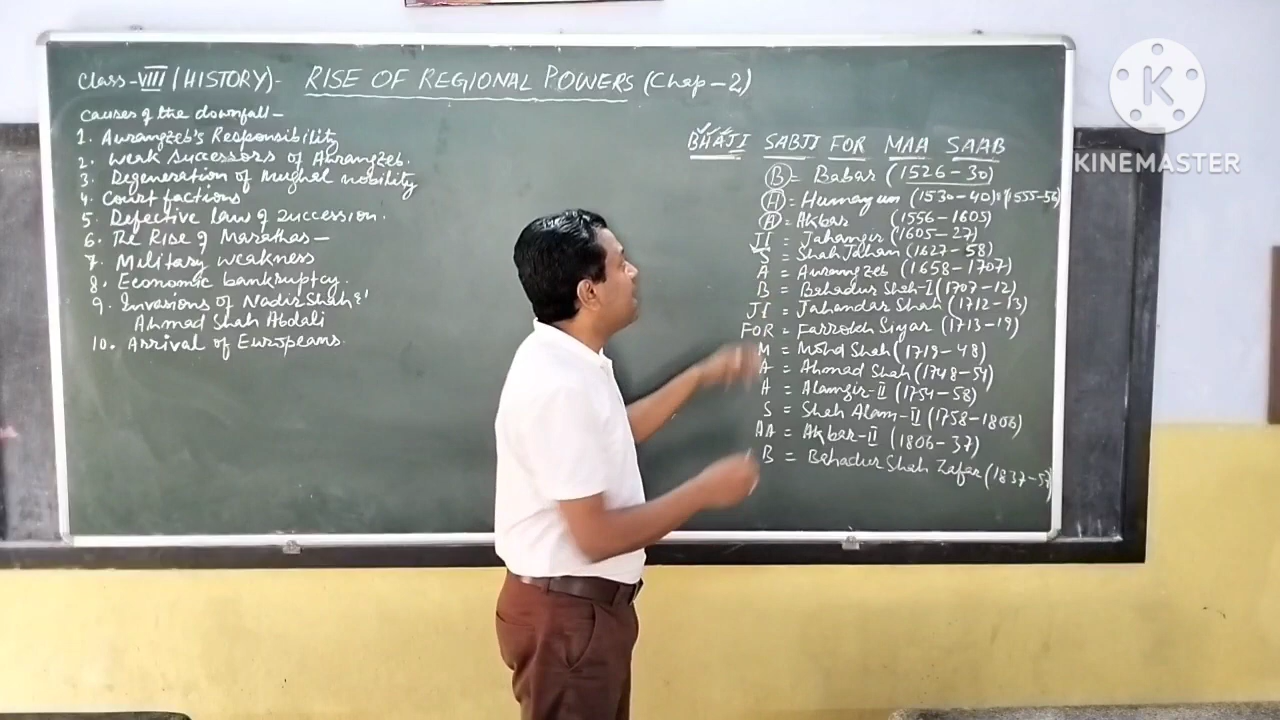 Class-VIII (HISTORY)- RISE OF REGIONAL POWERS (Chap-2)
Causes of the downfall-
1. Aurangzeb's Responsibility
2. Weak successors of Aurangzeb.
3. Degeneration of Mughal nobility
4. Court factions
5. Defective law of succession.
6. The Rise of Marathas-
7. Military weakness
8. Economic bankruptcy.
9. Invasions of Nadir Shah &
Ahmad Shah Abdali
10. Arrival of Europeans.
BHAJI SABJI FOR MAA SAAB
B = Babar (1526-30)
H = Humayun (1530-40) & (1555-56)
A = Akbar (1556-1605)
JI = Jahangir (1605-27)
S = Shah Jahan (1627-58)
A = Aurangzeb (1658-1707)
B = Bahadur Shah-I (1707-12)
JI = Jahandar Shah (1712-13)
FOR = Farrokh Siyar (1713-19)
M = Mohd Shah (1719-48)
A = Ahmad Shah (1748-54)
A = Alamgir-II (1754-58)
S = Shah Alam-II (1758-1806)
AA = Akbar-II (1806-37)
B = Bahadur Shah Zafar (1837-57)
K
KINEMASTER